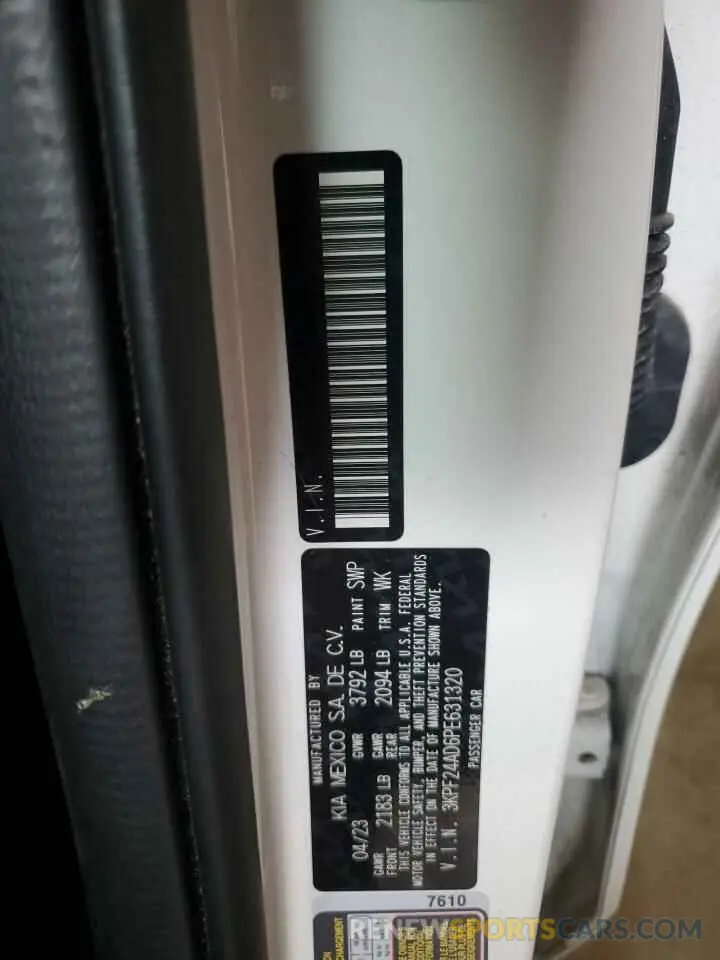 V.I.N.
MANUFACTURED BY
KIA MEXICO S.A. DE C.V.
04/23 GVWR 3792 LB PAINT SWP
GAWR FRONT 2183 LB GAWR REAR 2094 LB TRIM WK
THIS VEHICLE CONFORMS TO ALL APPLICABLE U.S.A. FEDERAL
MOTOR VEHICLE SAFETY, BUMPER, AND THEFT PREVENTION STANDARDS
IN EFFECT ON THE DATE OF MANUFACTURE SHOWN ABOVE.
V.I.N. 3KPF24AD6PE631320
PASSENGER CAR
7610
RENEWSPORTSCARS.COM